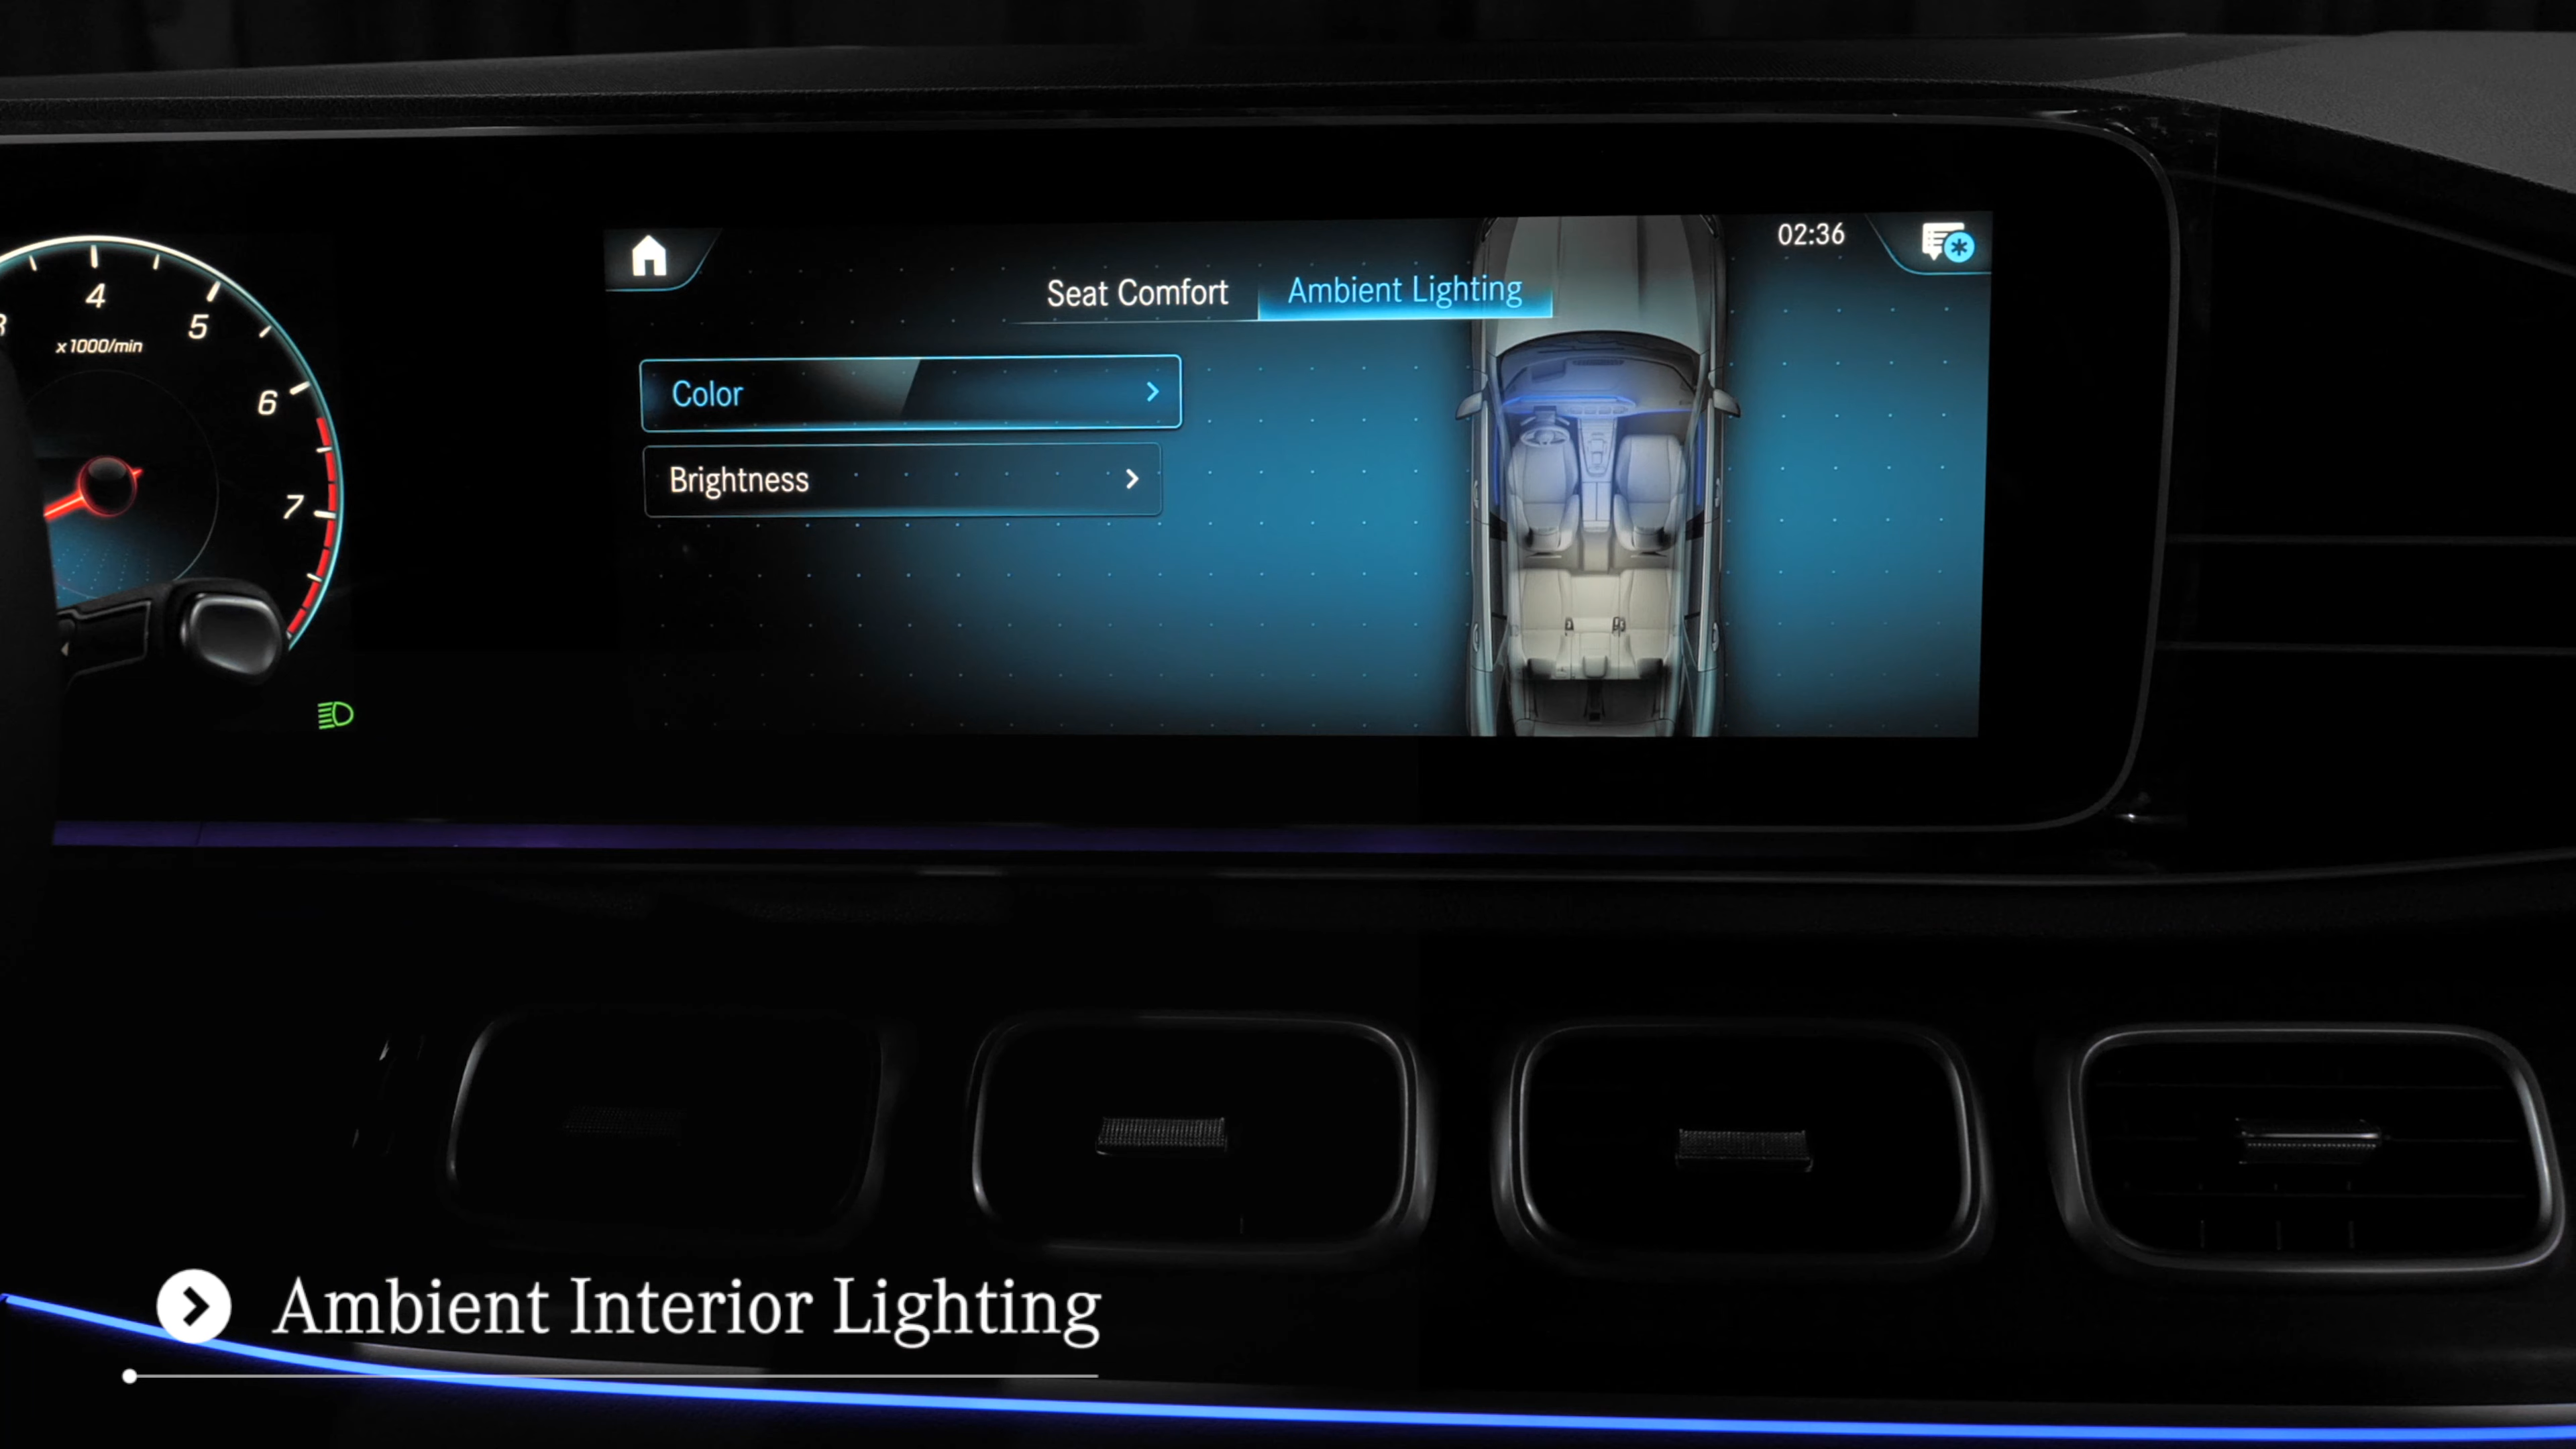 02:36
Seat Comfort
Ambient Lighting
Color
Brightness
4
5
x1000/min
6
7
Ambient Interior Lighting